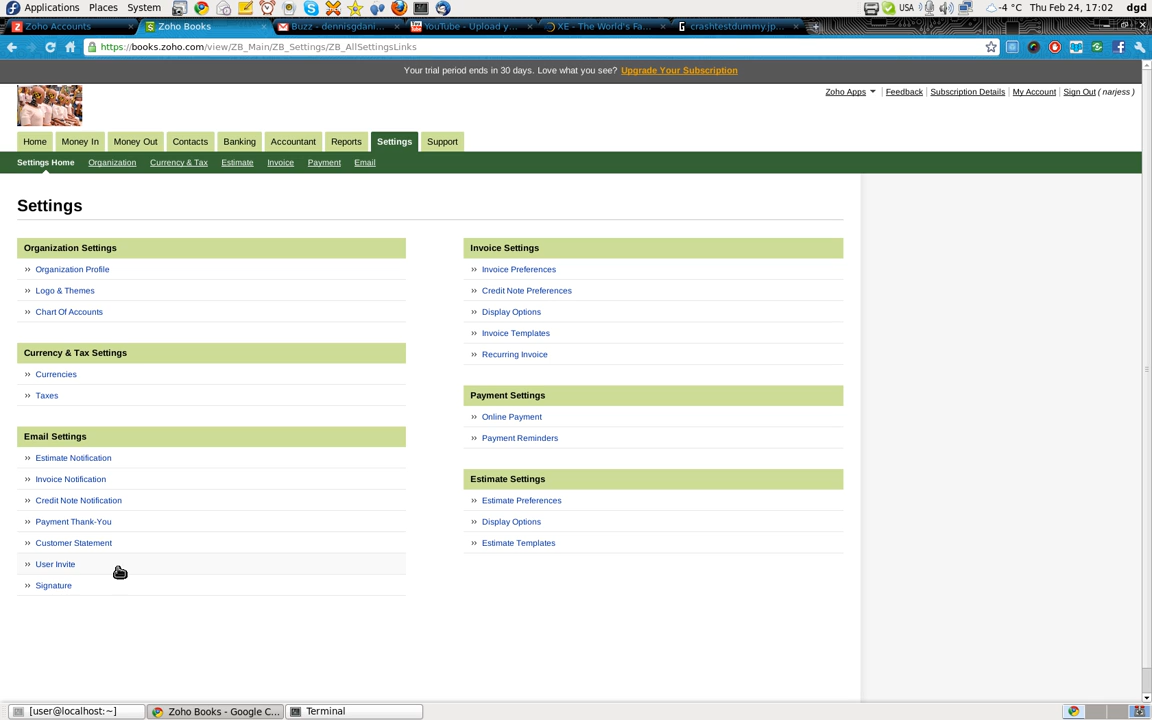 Applications Places System USA -4 °C Thu Feb 24, 17:02 dgd
Zoho Accounts Zoho Books Buzz - dennisgdani... YouTube - Upload y... XE - The World's Fa... crashtestdummy.jp...
https://books.zoho.com/view/ZB_Main/ZB_Settings/ZB_AllSettingsLinks
Your trial period ends in 30 days. Love what you see? Upgrade Your Subscription
Zoho Apps | Feedback | Subscription Details | My Account | Sign Out ( narjess )
Home Money In Money Out Contacts Banking Accountant Reports Settings Support
Settings Home Organization Currency & Tax Estimate Invoice Payment Email
Settings
Organization Settings
›› Organization Profile
›› Logo & Themes
›› Chart Of Accounts
Currency & Tax Settings
›› Currencies
›› Taxes
Email Settings
›› Estimate Notification
›› Invoice Notification
›› Credit Note Notification
›› Payment Thank-You
›› Customer Statement
›› User Invite
›› Signature
Invoice Settings
›› Invoice Preferences
›› Credit Note Preferences
›› Display Options
›› Invoice Templates
›› Recurring Invoice
Payment Settings
›› Online Payment
›› Payment Reminders
Estimate Settings
›› Estimate Preferences
›› Display Options
›› Estimate Templates
[user@localhost:~] Zoho Books - Google C... Terminal